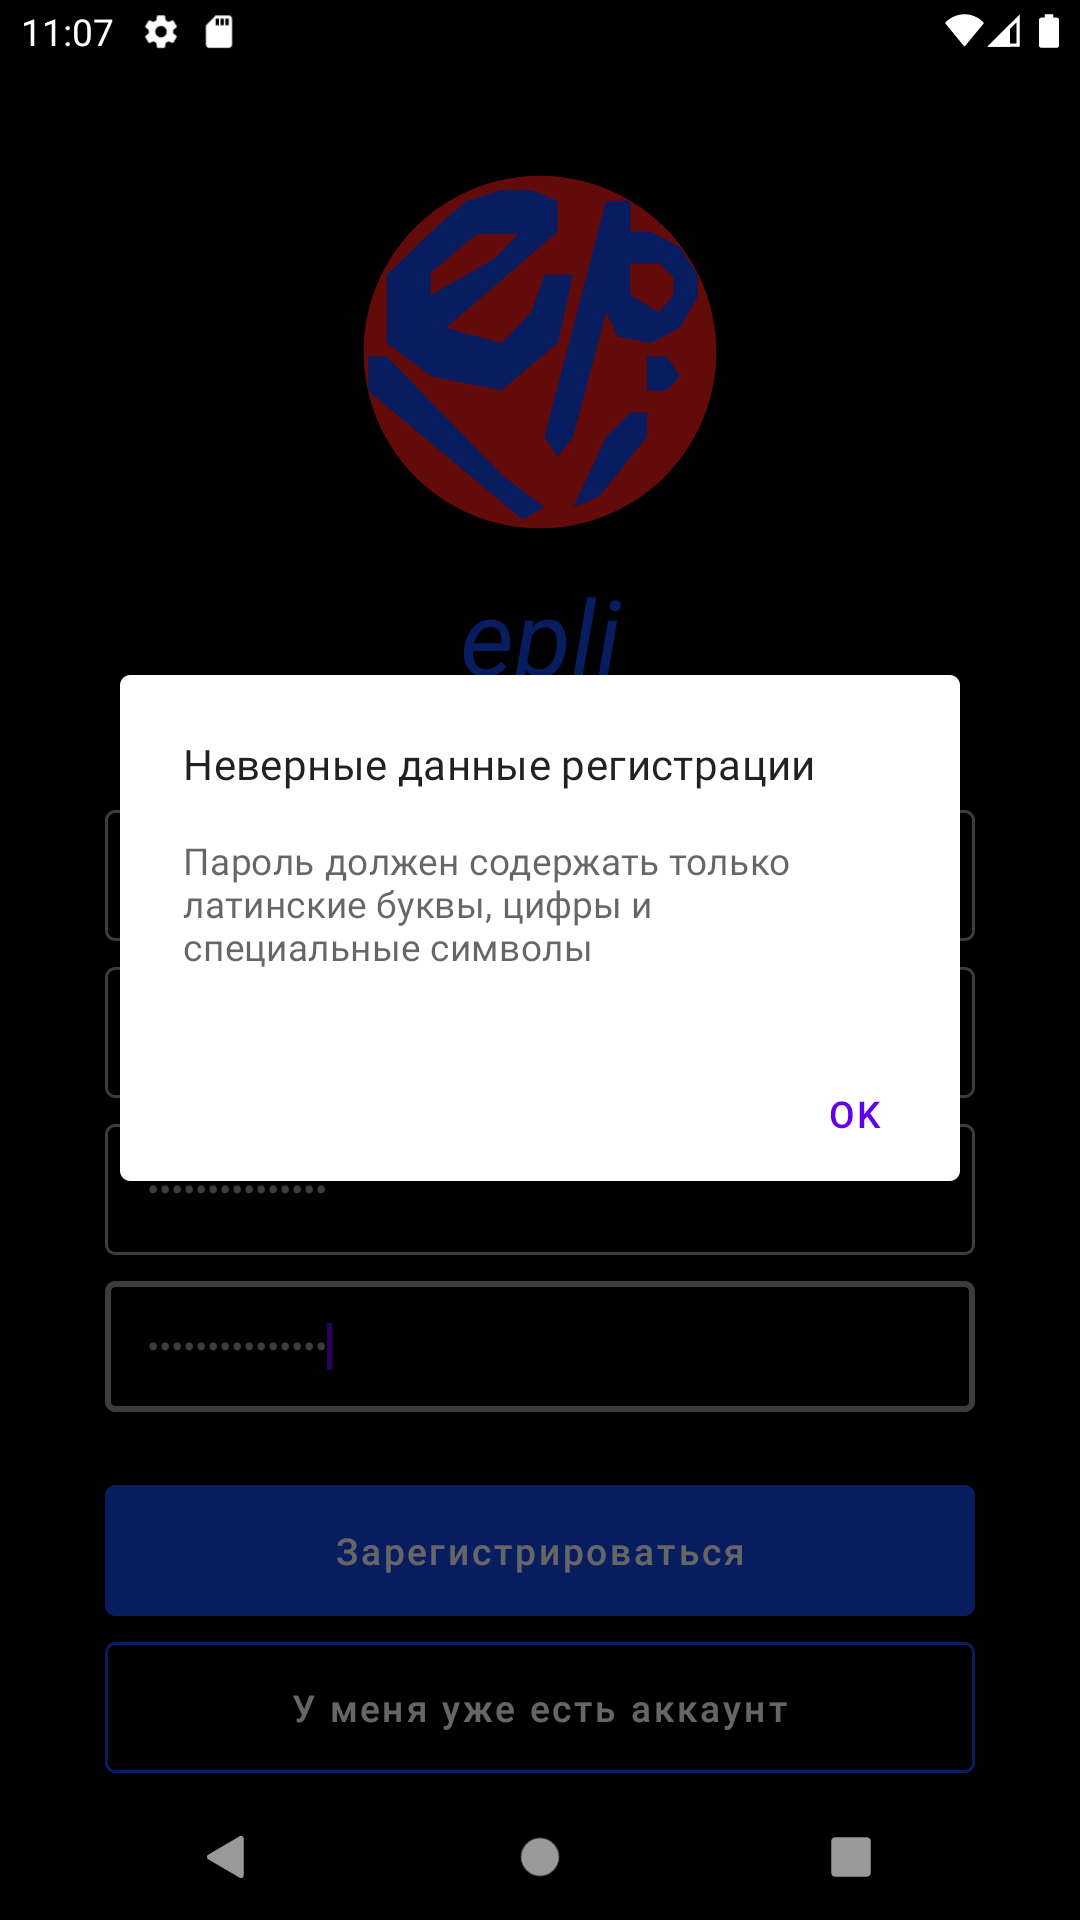 11:07
epli
Неверные данные регистрации
Пароль должен содержать только
латинские буквы, цифры и
специальные символы
OK
•••••••••••••••
•••••••••••••••
Зарегистрироваться
У меня уже есть аккаунт